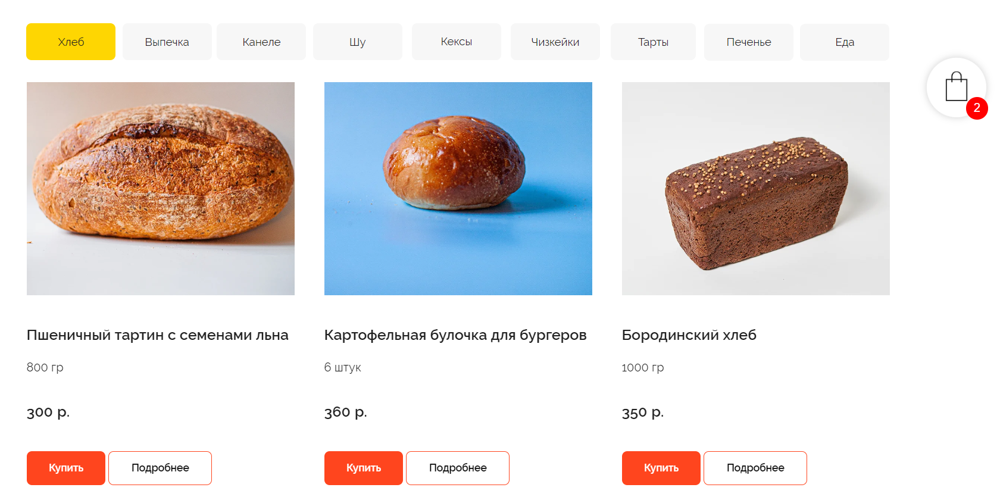 Хлеб
Выпечка
Канеле
Шу
Кексы
Чизкейки
Тарты
Печенье
Еда
2
Пшеничный тартин с семенами льна
800 гр
300 р.
Купить
Подробнее
Картофельная булочка для бургеров
6 штук
360 р.
Купить
Подробнее
Бородинский хлеб
1000 гр
350 р.
Купить
Подробнее